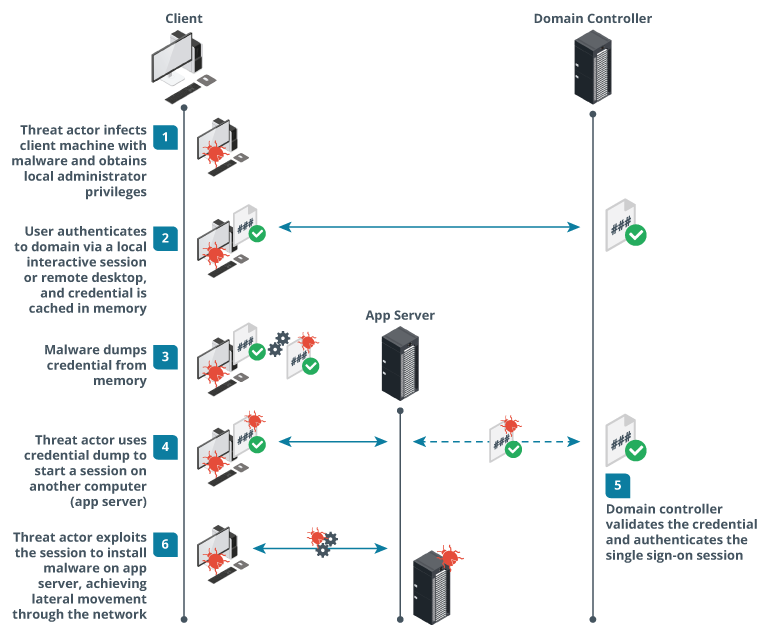 Client
Domain Controller
Threat actor infects
client machine with
malware and obtains
local administrator
privileges
1
User authenticates
to domain via a local
interactive session
or remote desktop,
and credential is
cached in memory
2
###
###
App Server
Malware dumps
credential from
memory
3
###
###
Threat actor uses
credential dump to
start a session on
another computer
(app server)
4
###
###
###
5
Domain controller
validates the credential
and authenticates the
single sign-on session
Threat actor exploits
the session to install
malware on app
server, achieving
lateral movement
through the network
6